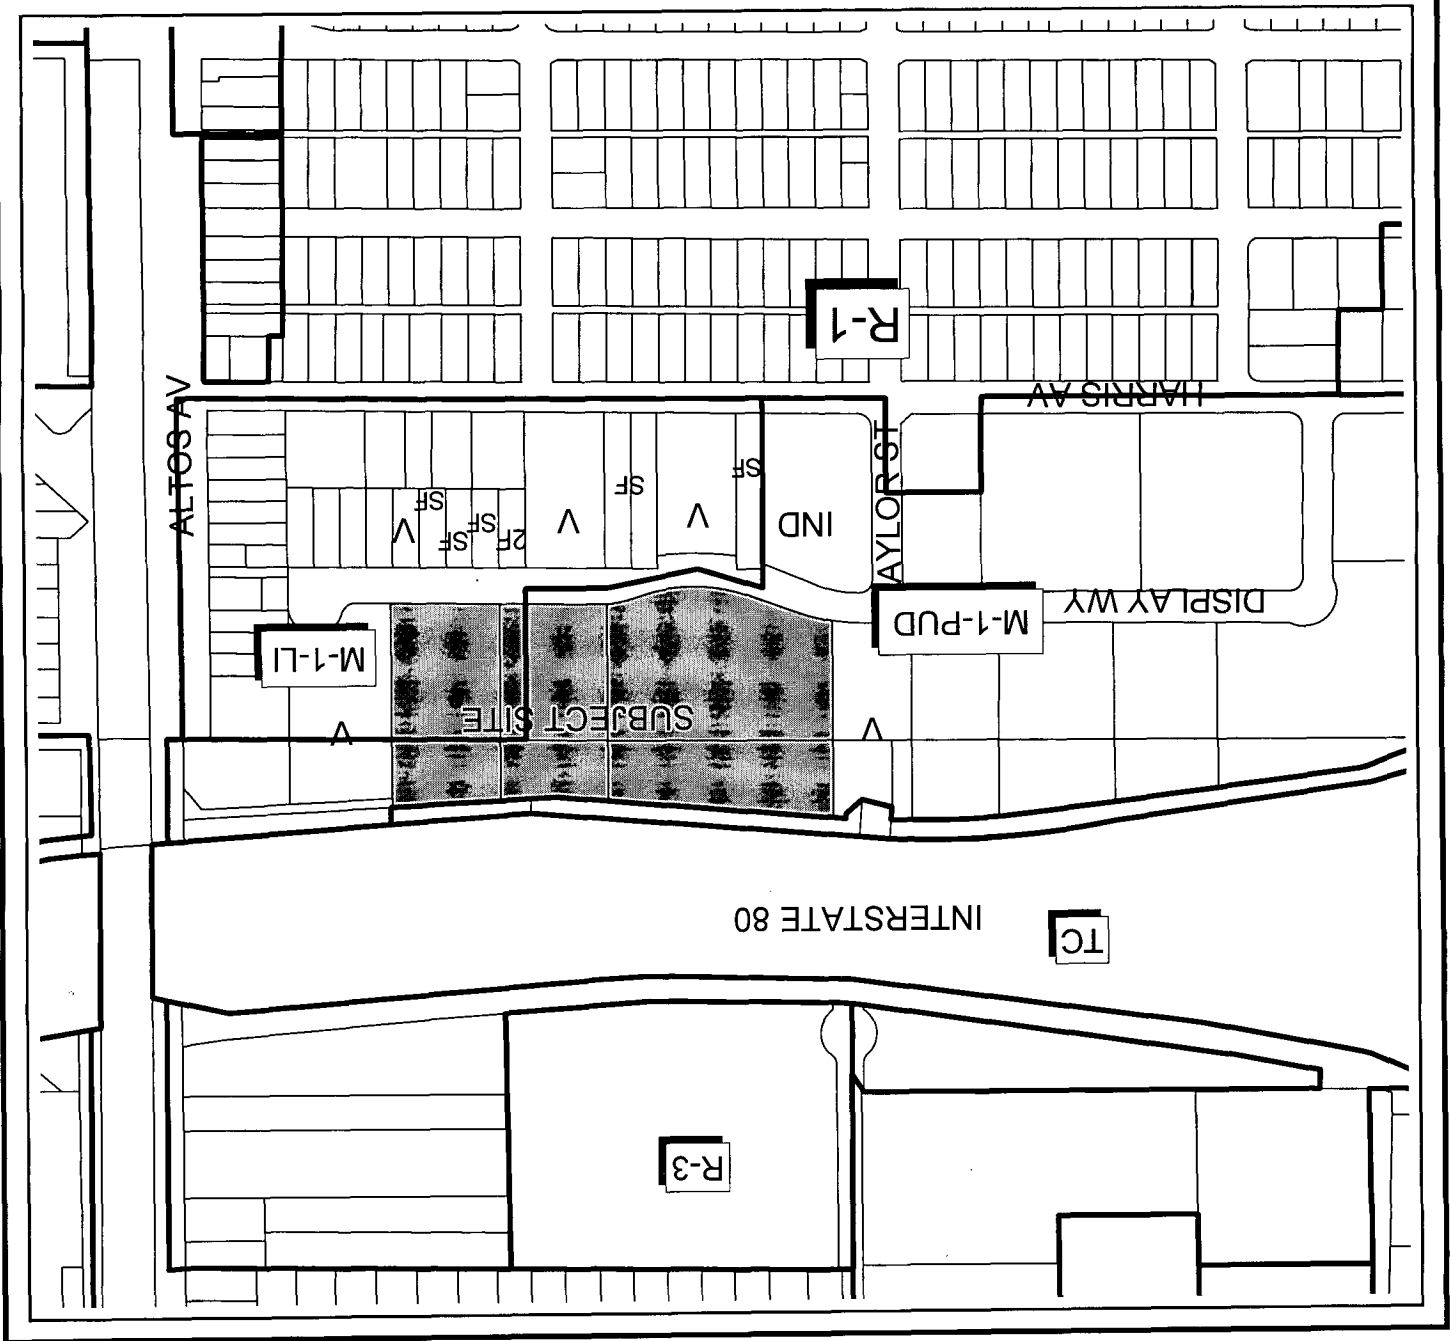 R-3
TC
INTERSTATE 80
V
SUBJECT SITE
V
M-1-PUD
M-1-LI
DISPLAY WY
AYLOR ST
IND
SF
V
SF
V
2F
SF
SF
SF
V
ALTOS AV
HARRIS AV
R-1